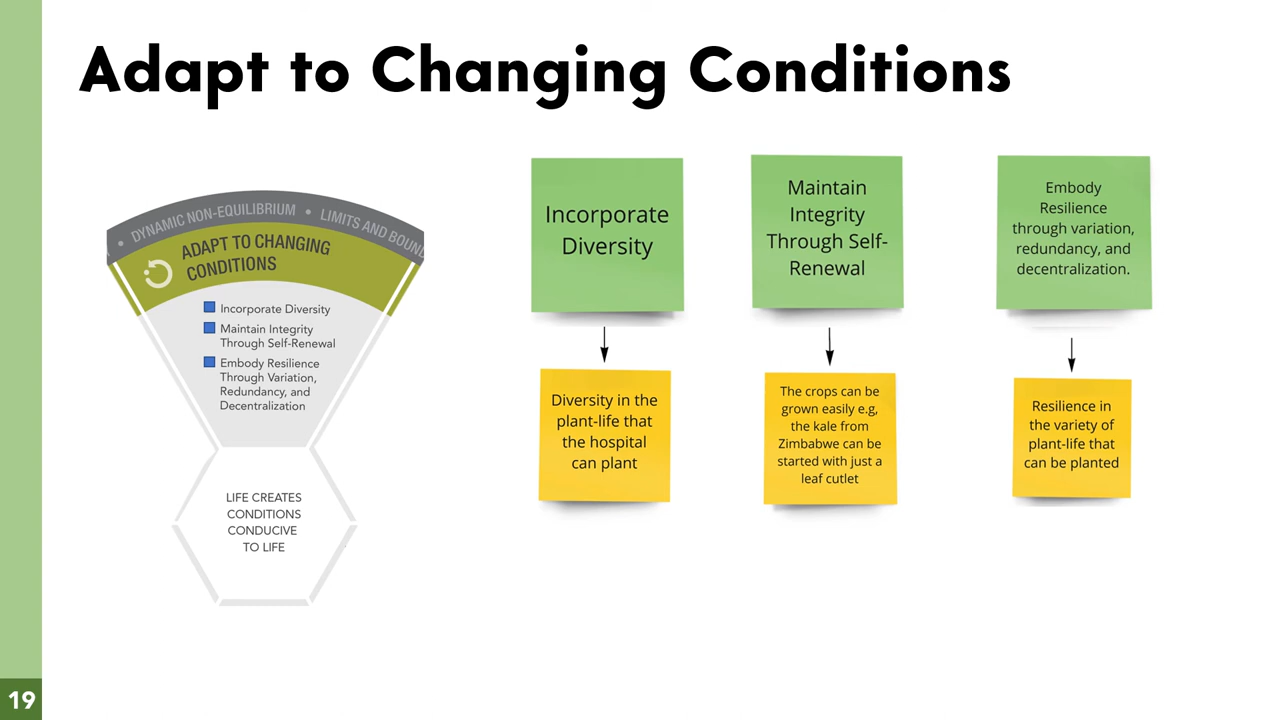 Adapt to Changing Conditions
• DYNAMIC NON-EQUILIBRIUM • LIMITS AND BOUND
ADAPT TO CHANGING
CONDITIONS
Incorporate Diversity
Maintain Integrity
Through Self-Renewal
Embody Resilience
Through Variation,
Redundancy, and
Decentralization
LIFE CREATES
CONDITIONS
CONDUCIVE
TO LIFE
Incorporate
Diversity
Diversity in the
plant-life that
the hospital
can plant
Maintain
Integrity
Through Self-
Renewal
The crops can be
grown easily e.g,
the kale from
Zimbabwe can be
started with just a
leaf cutlet
Embody
Resilience
through variation,
redundancy, and
decentralization.
Resilience in
the variety of
plant-life that
can be planted
19